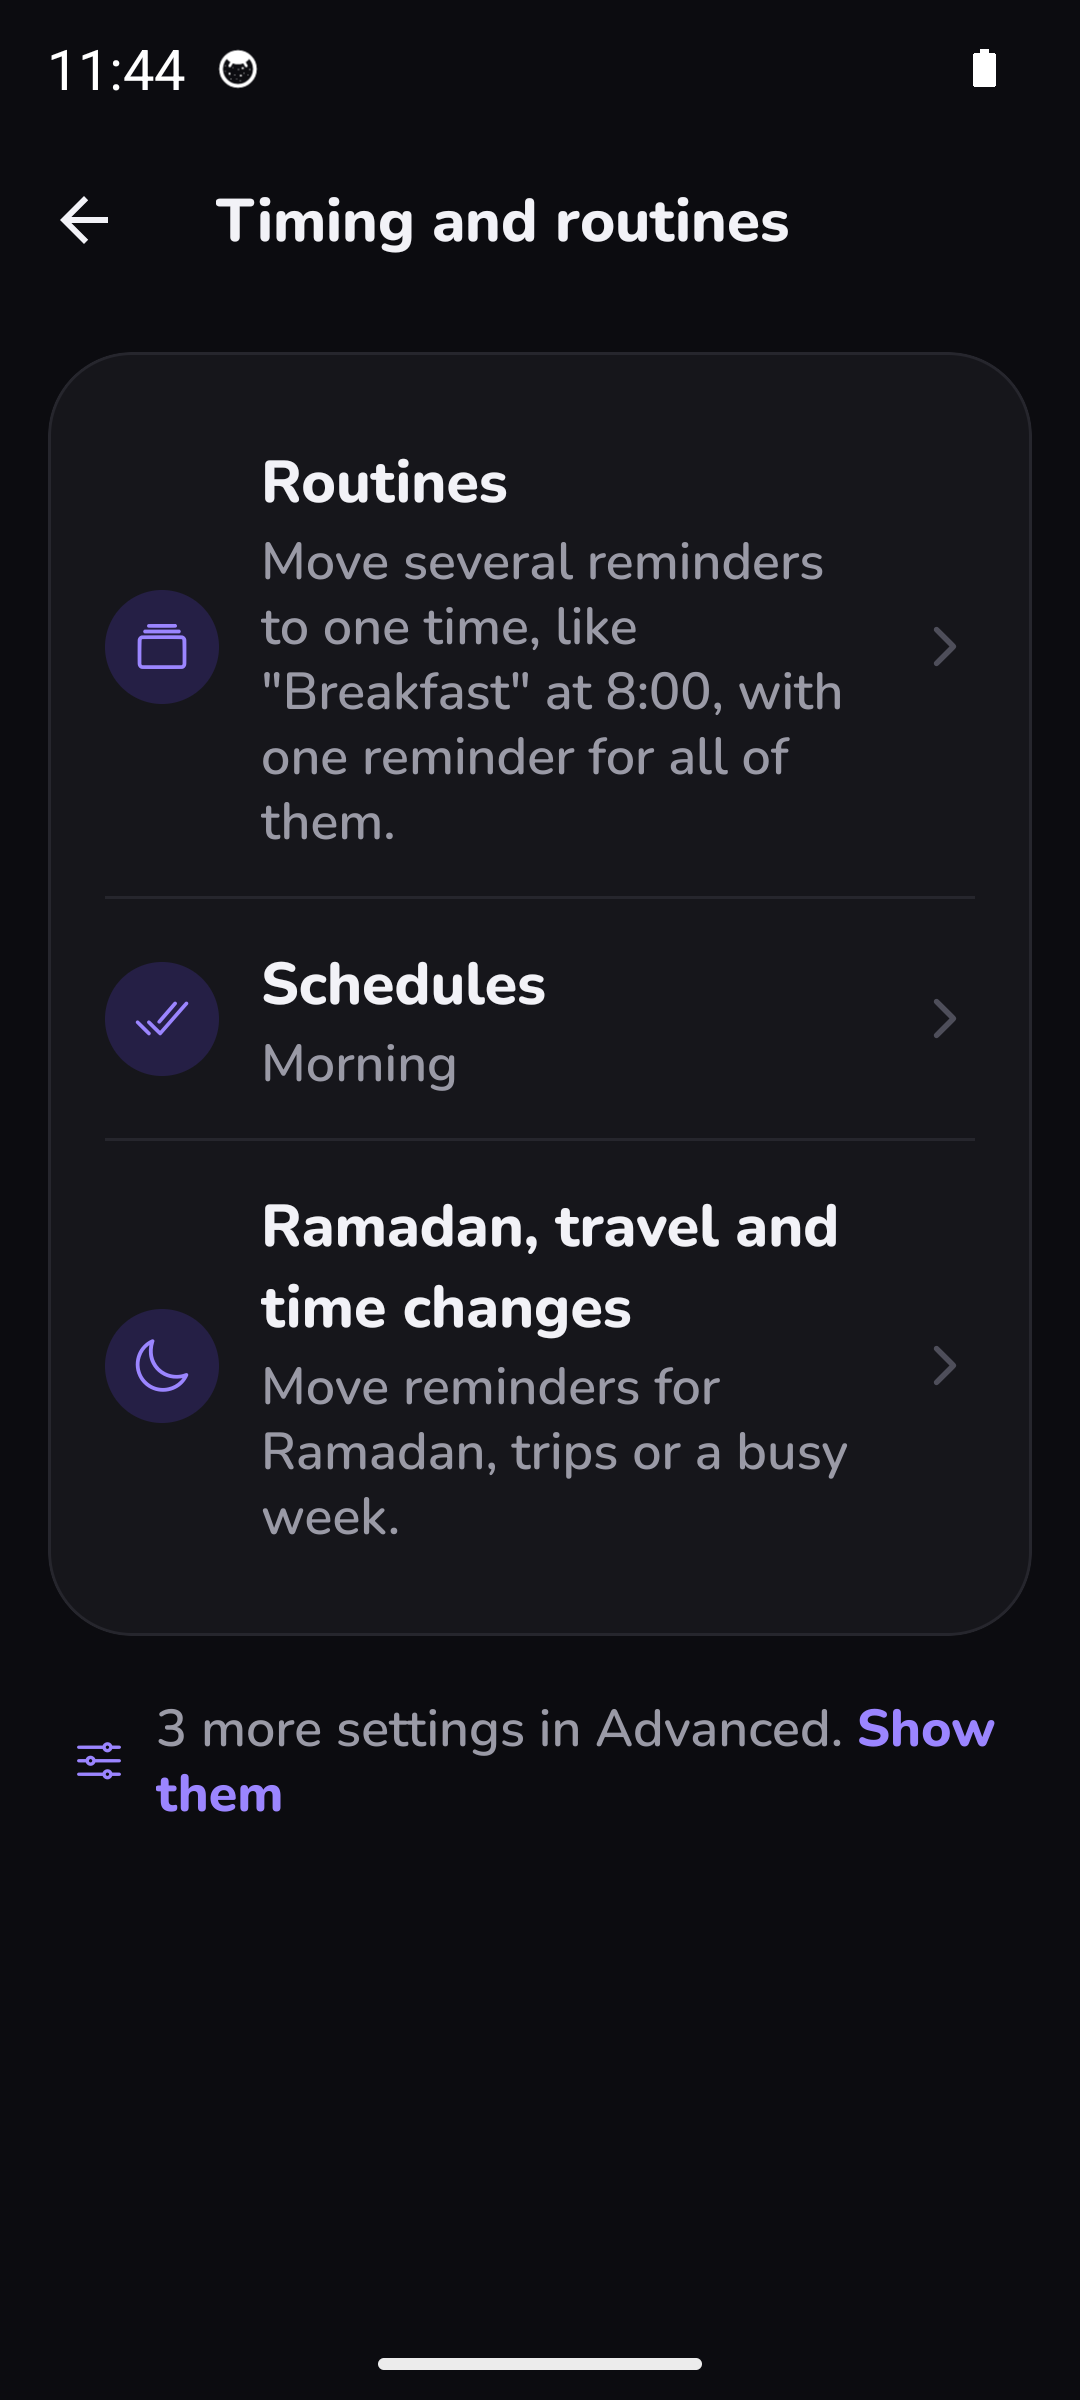 11:44
Timing and routines
Routines
Move several reminders
to one time, like
"Breakfast" at 8:00, with
one reminder for all of
them.
Schedules
Morning
Ramadan, travel and
time changes
Move reminders for
Ramadan, trips or a busy
week.
3 more settings in Advanced. Show
them